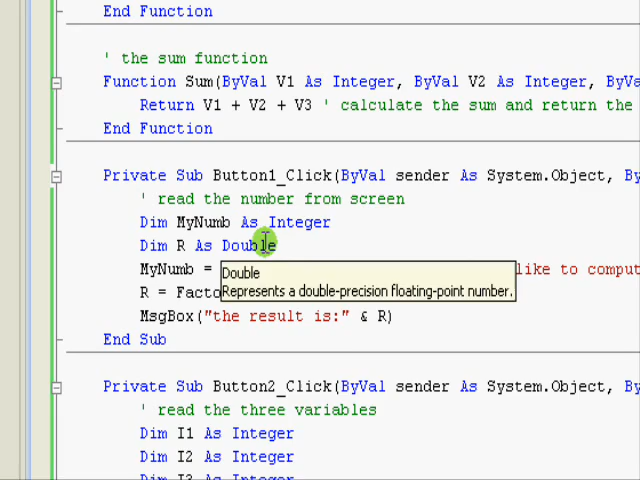 End Function
' the sum function
Function Sum(ByVal V1 As Integer, ByVal V2 As Integer, ByVa
Return V1 + V2 + V3 ' calculate the sum and return the
End Function
Private Sub Button1_Click(ByVal sender As System.Object, By
' read the number from screen
Dim MyNumb As Integer
Dim R As Double
MyNumb = like to comput
Double
Represents a double-precision floating-point number.
R = Facto
MsgBox("the result is:" & R)
End Sub
Private Sub Button2_Click(ByVal sender As System.Object, By
' read the three variables
Dim I1 As Integer
Dim I2 As Integer
Dim I3 As Integer